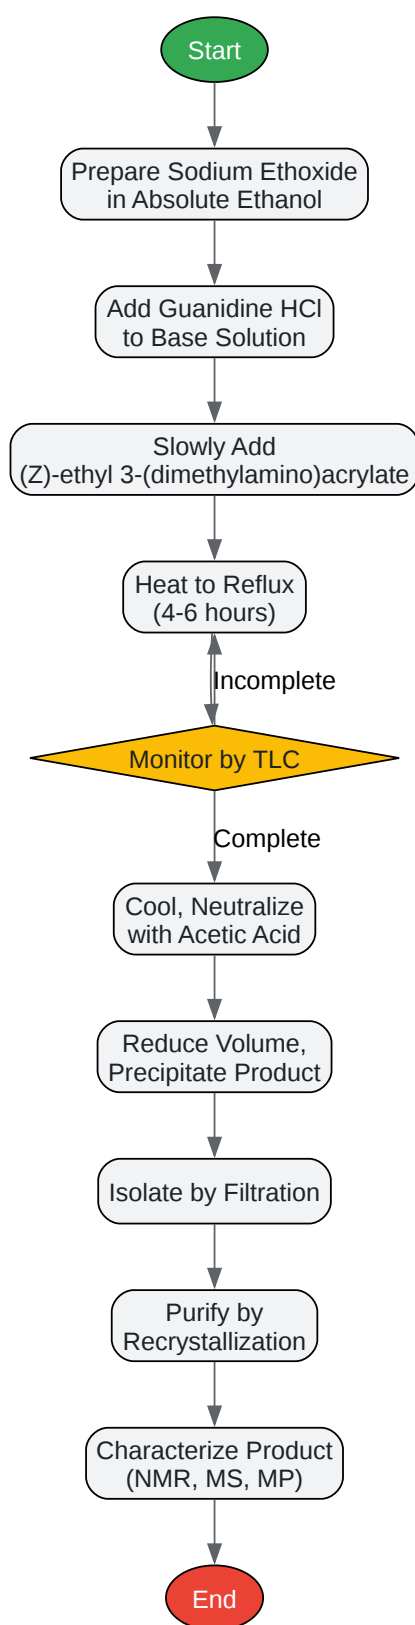 Start
Prepare Sodium Ethoxide
in Absolute Ethanol
Add Guanidine HCl
to Base Solution
Slowly Add
(Z)-ethyl 3-(dimethylamino)acrylate
Heat to Reflux
(4-6 hours)
Incomplete
Monitor by TLC
Complete
Cool, Neutralize
with Acetic Acid
Reduce Volume,
Precipitate Product
Isolate by Filtration
Purify by
Recrystallization
Characterize Product
(NMR, MS, MP)
End